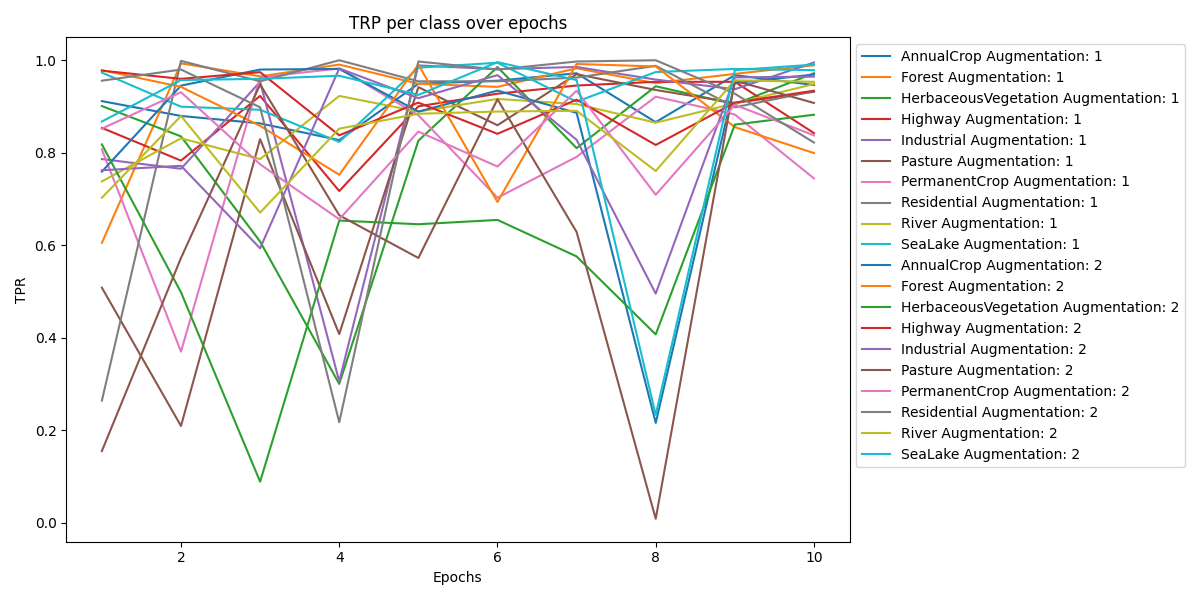 TRP per class over epochs
TPR
1.0
0.8
0.6
0.4
0.2
0.0
2
4
6
8
10
Epochs
AnnualCrop Augmentation: 1
Forest Augmentation: 1
HerbaceousVegetation Augmentation: 1
Highway Augmentation: 1
Industrial Augmentation: 1
Pasture Augmentation: 1
PermanentCrop Augmentation: 1
Residential Augmentation: 1
River Augmentation: 1
SeaLake Augmentation: 1
AnnualCrop Augmentation: 2
Forest Augmentation: 2
HerbaceousVegetation Augmentation: 2
Highway Augmentation: 2
Industrial Augmentation: 2
Pasture Augmentation: 2
PermanentCrop Augmentation: 2
Residential Augmentation: 2
River Augmentation: 2
SeaLake Augmentation: 2